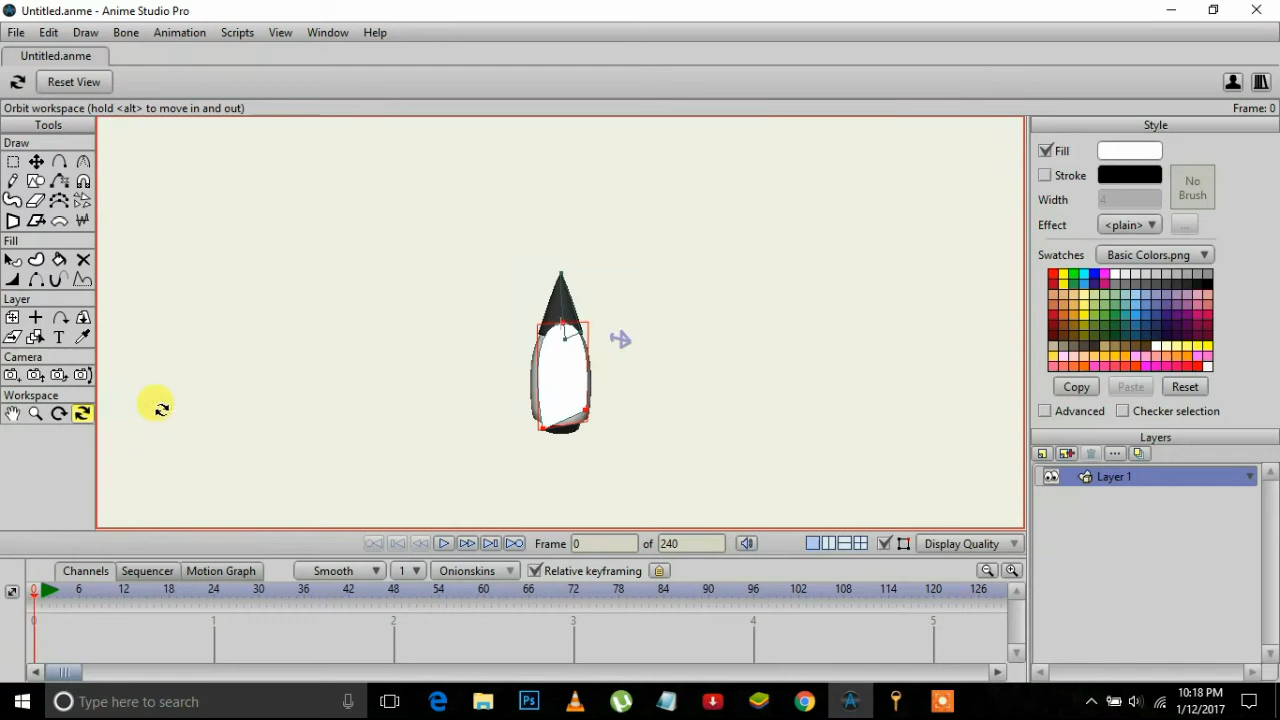 Untitled.anme - Anime Studio Pro
File Edit Draw Bone Animation Scripts View Window Help
Untitled.anme
Reset View
Orbit workspace (hold <alt> to move in and out) Frame: 0
Tools
Draw
Fill
Layer
Camera
Workspace
Style
Fill
Stroke
Width 4
No Brush
Effect <plain> ...
Swatches Basic Colors.png
Copy Paste Reset
Advanced Checker selection
Layers
Layer 1
Frame 0 of 240 Display Quality
Channels Sequencer Motion Graph Smooth 1 Onionskins Relative keyframing
0 6 12 18 24 30 36 42 48 54 60 66 72 78 84 90 96 102 108 114 120 126
0 1 2 3 4 5
Type here to search
10:18 PM
1/12/2017